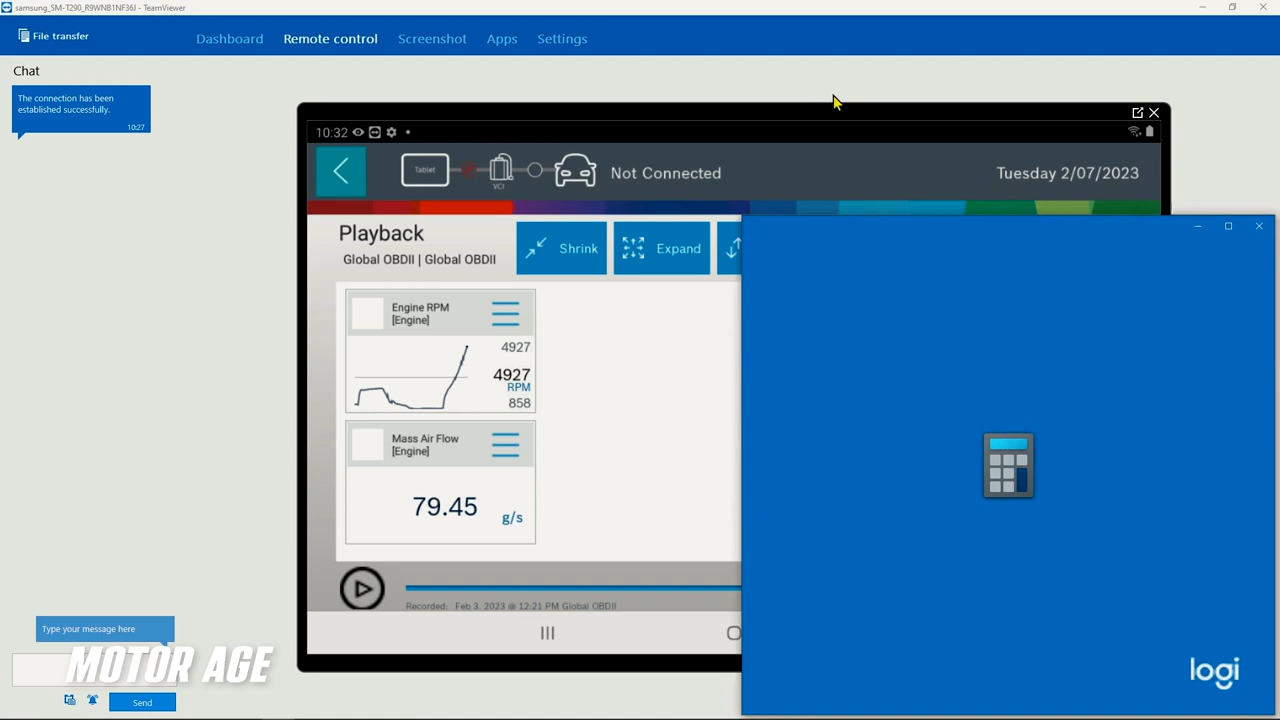 samsung_SM-T290_R9WNB1NF36J - TeamViewer
File transfer
Dashboard
Remote control
Screenshot
Apps
Settings
Chat
The connection has been
established successfully.
10:27
10:32
Tablet
VCI
Not Connected
Tuesday 2/07/2023
Playback
Global OBDII | Global OBDII
Shrink
Expand
Engine RPM
[Engine]
4927
4927
RPM
858
Mass Air Flow
[Engine]
79.45
g/s
Recorded: Feb 3, 2023 @ 12:21 PM Global OBDII
Type your message here
MOTOR AGE
Send
logi